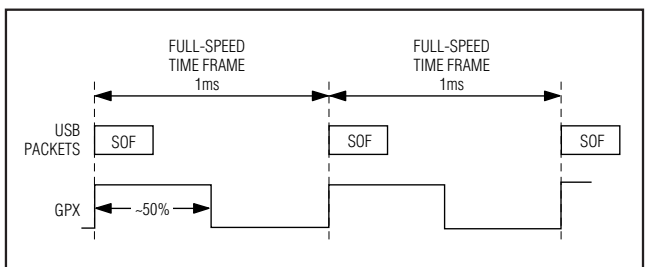 FULL-SPEED
TIME FRAME
1ms
FULL-SPEED
TIME FRAME
1ms
USB
PACKETS
SOF
SOF
SOF
GPX
~50%